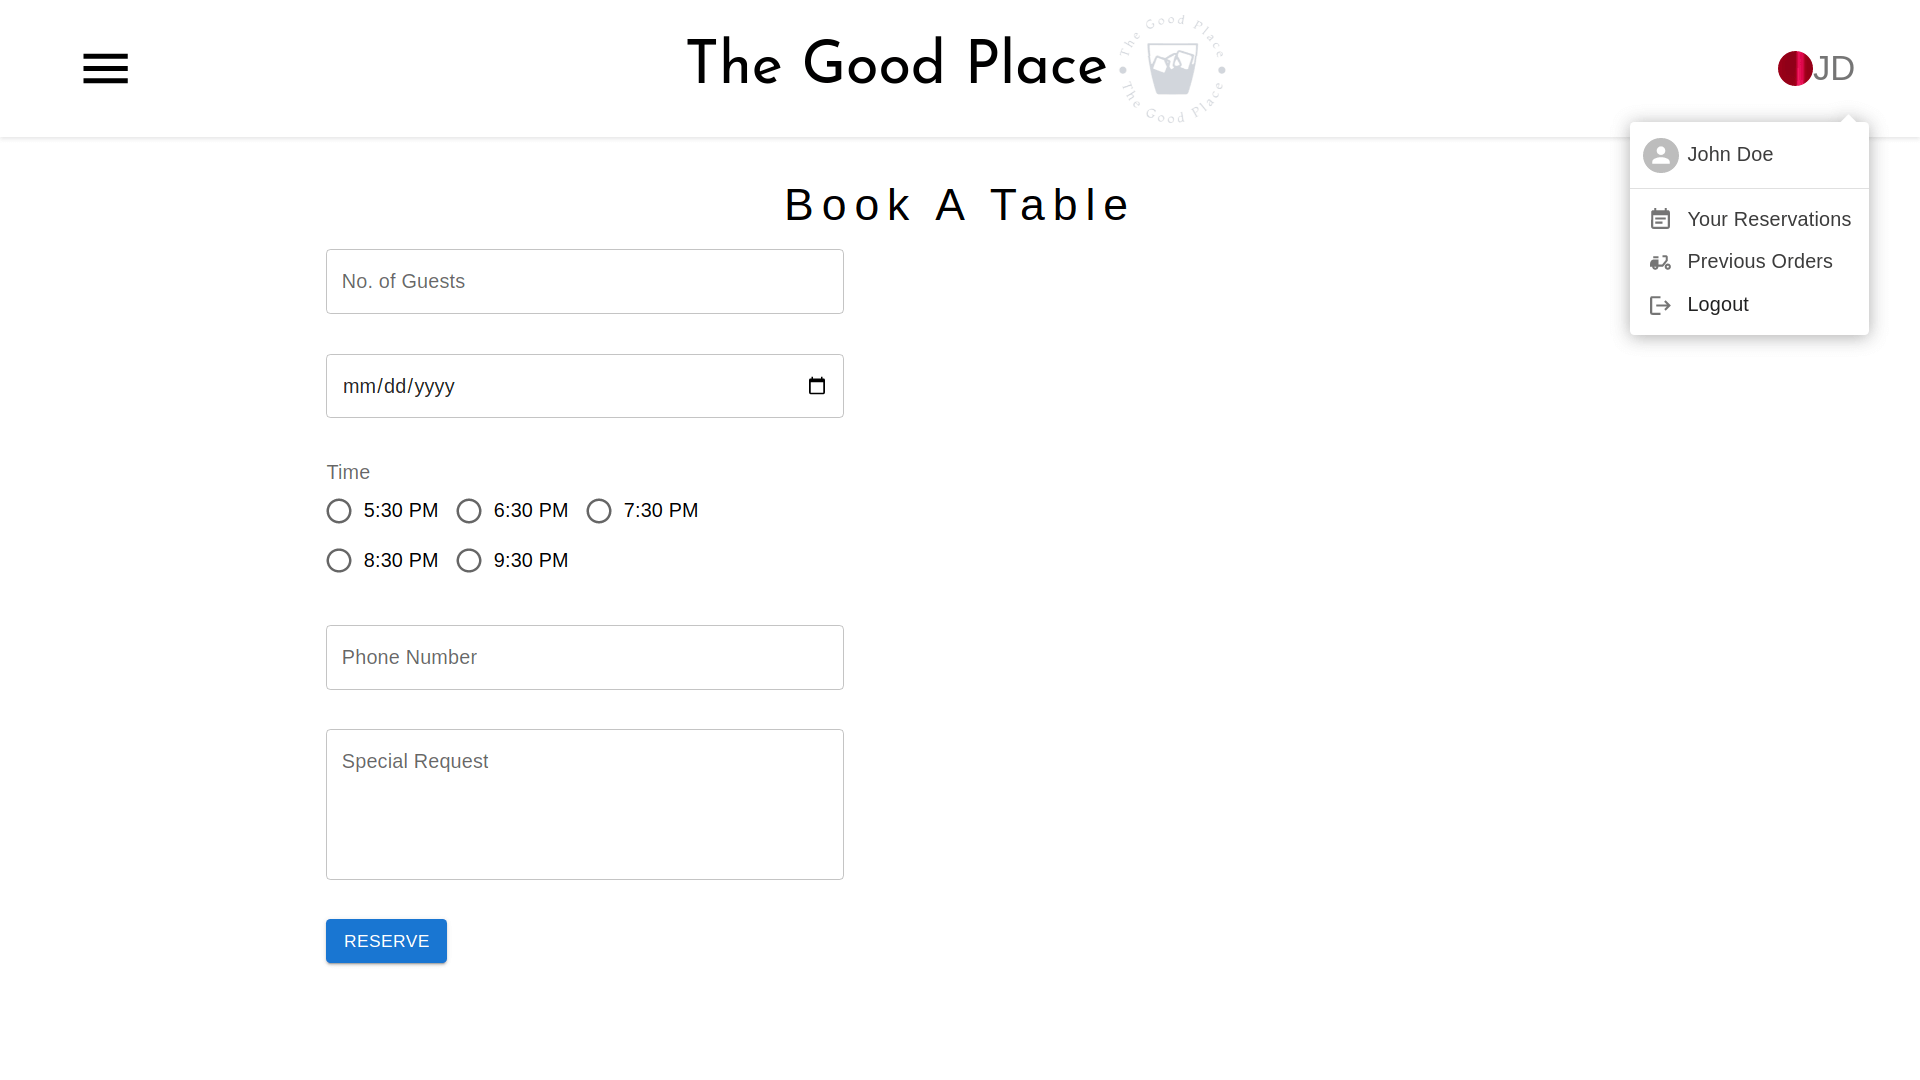 The Good Place
The Good Place
The Good Place
JD
John Doe
Your Reservations
Previous Orders
Logout
Book A Table
No. of Guests
mm/dd/yyyy
Time
5:30 PM 6:30 PM 7:30 PM
8:30 PM 9:30 PM
Phone Number
Special Request
RESERVE